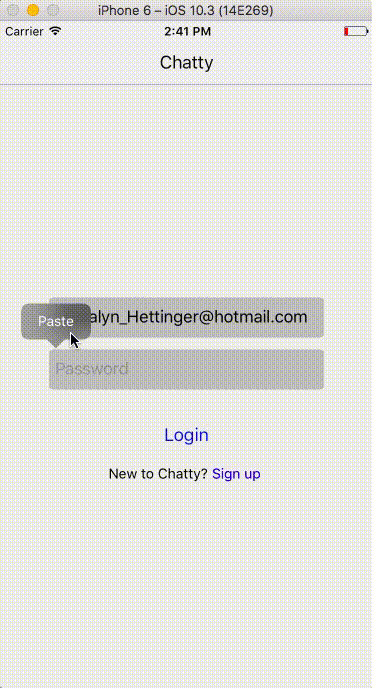 iPhone 6 – iOS 10.3 (14E269)
Carrier 2:41 PM
Chatty
Paste
alyn_Hettinger@hotmail.com
Password
Login
New to Chatty? Sign up